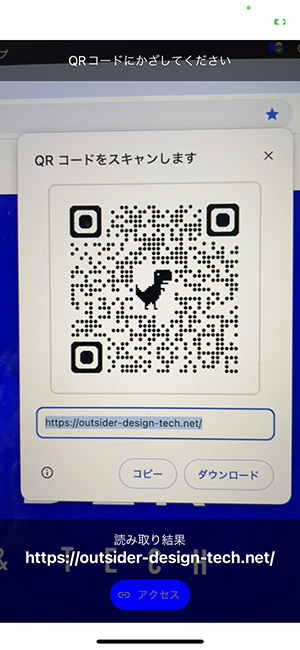 プ
QRコードにかざしてください
QR コードをスキャンします
https://outsider-design-tech.net/
コピー
ダウンロード
& TECH
読み取り結果
https://outsider-design-tech.net/
アクセス